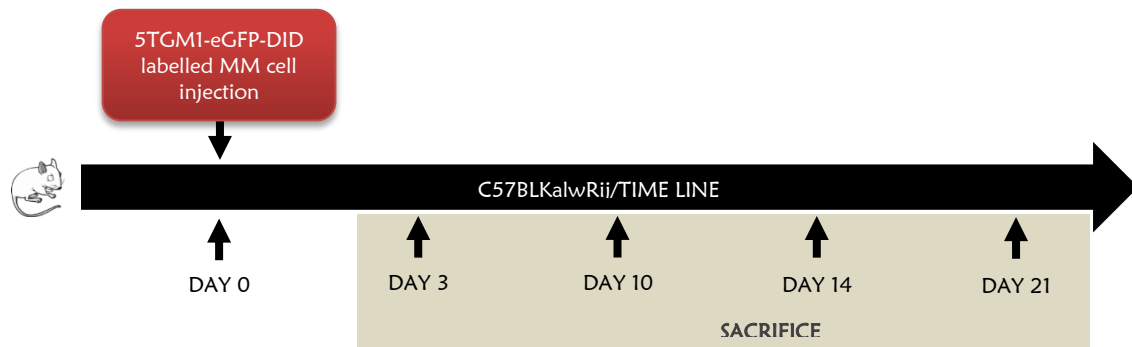 5TGM1-eGFP-DID
labelled MM cell
injection
C57BLKalwRij/TIME LINE
DAY 0
DAY 3
DAY 10
DAY 14
DAY 21
SACRIFICE